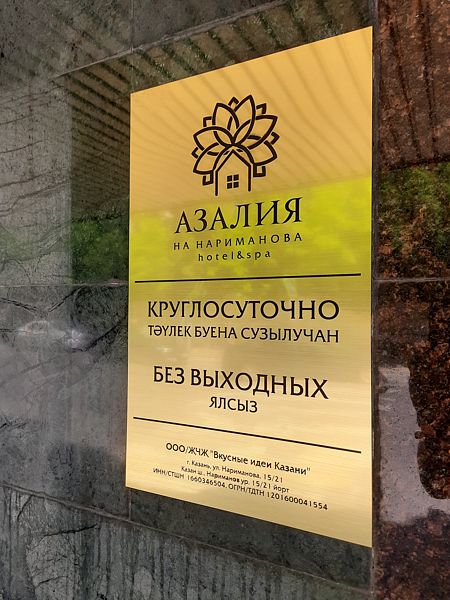 АЗАЛИЯ
НА НАРИМАНОВА
hotel&spa
КРУГЛОСУТОЧНО
ТӘҮЛЕК БУЕНА СУЗЫЛУЧАН
БЕЗ ВЫХОДНЫХ
ЯЛСЫЗ
ООО/ЖЧҖ "Вкусные идеи Казани"
г. Казань, ул. Нариманова, 15/21
Казан ш., Нариманов ур. 15/21 йорт
ИНН/СТШН 1660346504, ОГРН/ТДТН 1201600041554